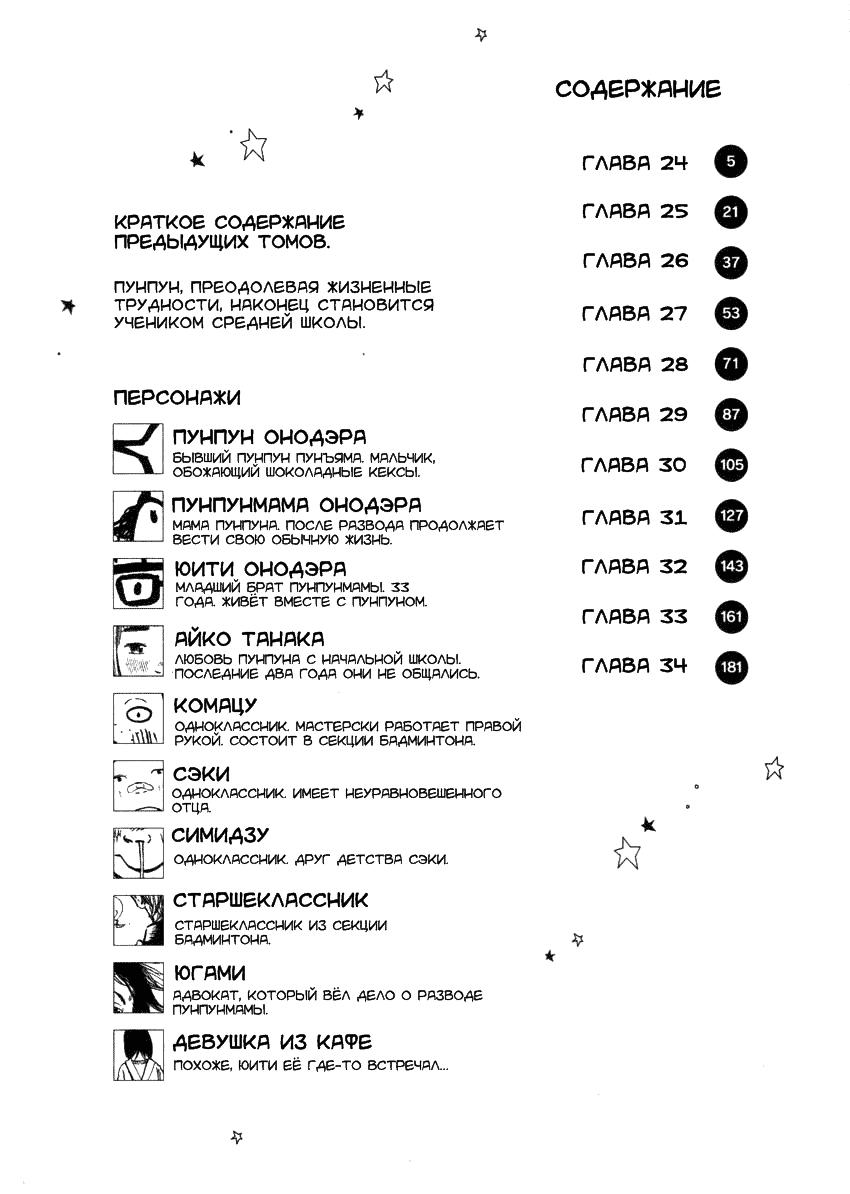 СОДЕРЖАНИЕ
ГЛАВА 24 5
ГЛАВА 25 21
ГЛАВА 26 37
ГЛАВА 27 53
ГЛАВА 28 71
ГЛАВА 29 87
ГЛАВА 30 105
ГЛАВА 31 127
ГЛАВА 32 143
ГЛАВА 33 161
ГЛАВА 34 181
КРАТКОЕ СОДЕРЖАНИЕ
ПРЕДЫДУЩИХ ТОМОВ.
ПУНПУН, ПРЕОДОЛЕВАЯ ЖИЗНЕННЫЕ
ТРУДНОСТИ, НАКОНЕЦ СТАНОВИТСЯ
УЧЕНИКОМ СРЕДНЕЙ ШКОЛЫ.
ПЕРСОНАЖИ
ПУНПУН ОНОДЭРА
БЫВШИЙ ПУНПУН ПУНЪЯМА. МАЛЬЧИК,
ОБОЖАЮЩИЙ ШОКОЛАДНЫЕ КЕКСЫ.
ПУНПУНМАМА ОНОДЭРА
МАМА ПУНПУНА. ПОСЛЕ РАЗВОДА ПРОДОЛЖАЕТ
ВЕСТИ СВОЮ ОБЫЧНУЮ ЖИЗНЬ.
ЮИТИ ОНОДЭРА
МЛАДШИЙ БРАТ ПУНПУНМАМЫ. 33
ГОДА. ЖИВЁТ ВМЕСТЕ С ПУНПУНОМ.
АЙКО ТАНАКА
ЛЮБОВЬ ПУНПУНА С НАЧАЛЬНОЙ ШКОЛЫ.
ПОСЛЕДНИЕ ДВА ГОДА ОНИ НЕ ОБЩАЛИСЬ.
КОМАЦУ
ОДНОКЛАССНИК. МАСТЕРСКИ РАБОТАЕТ ПРАВОЙ
РУКОЙ. СОСТОИТ В СЕКЦИИ БАДМИНТОНА.
СЭКИ
ОДНОКЛАССНИК. ИМЕЕТ НЕУРАВНОВЕШЕННОГО
ОТЦА.
СИМИДЗУ
ОДНОКЛАССНИК. ДРУГ ДЕТСТВА СЭКИ.
СТАРШЕКЛАССНИК
СТАРШЕКЛАССНИК ИЗ СЕКЦИИ
БАДМИНТОНА.
ЮГАМИ
АДВОКАТ, КОТОРЫЙ ВЁЛ ДЕЛО О РАЗВОДЕ
ПУНПУНМАМЫ.
ДЕВУШКА ИЗ КАФЕ
ПОХОЖЕ, ЮИТИ ЕЁ ГДЕ-ТО ВСТРЕЧАЛ...